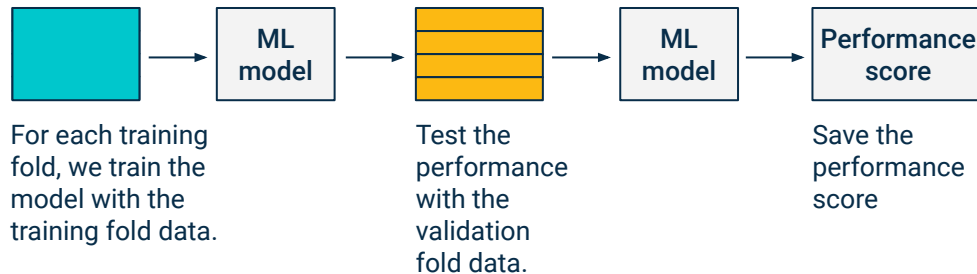 ML
model
ML
model
Performance
score
For each training
fold, we train the
model with the
training fold data.
Test the
performance
with the
validation
fold data.
Save the
performance
score